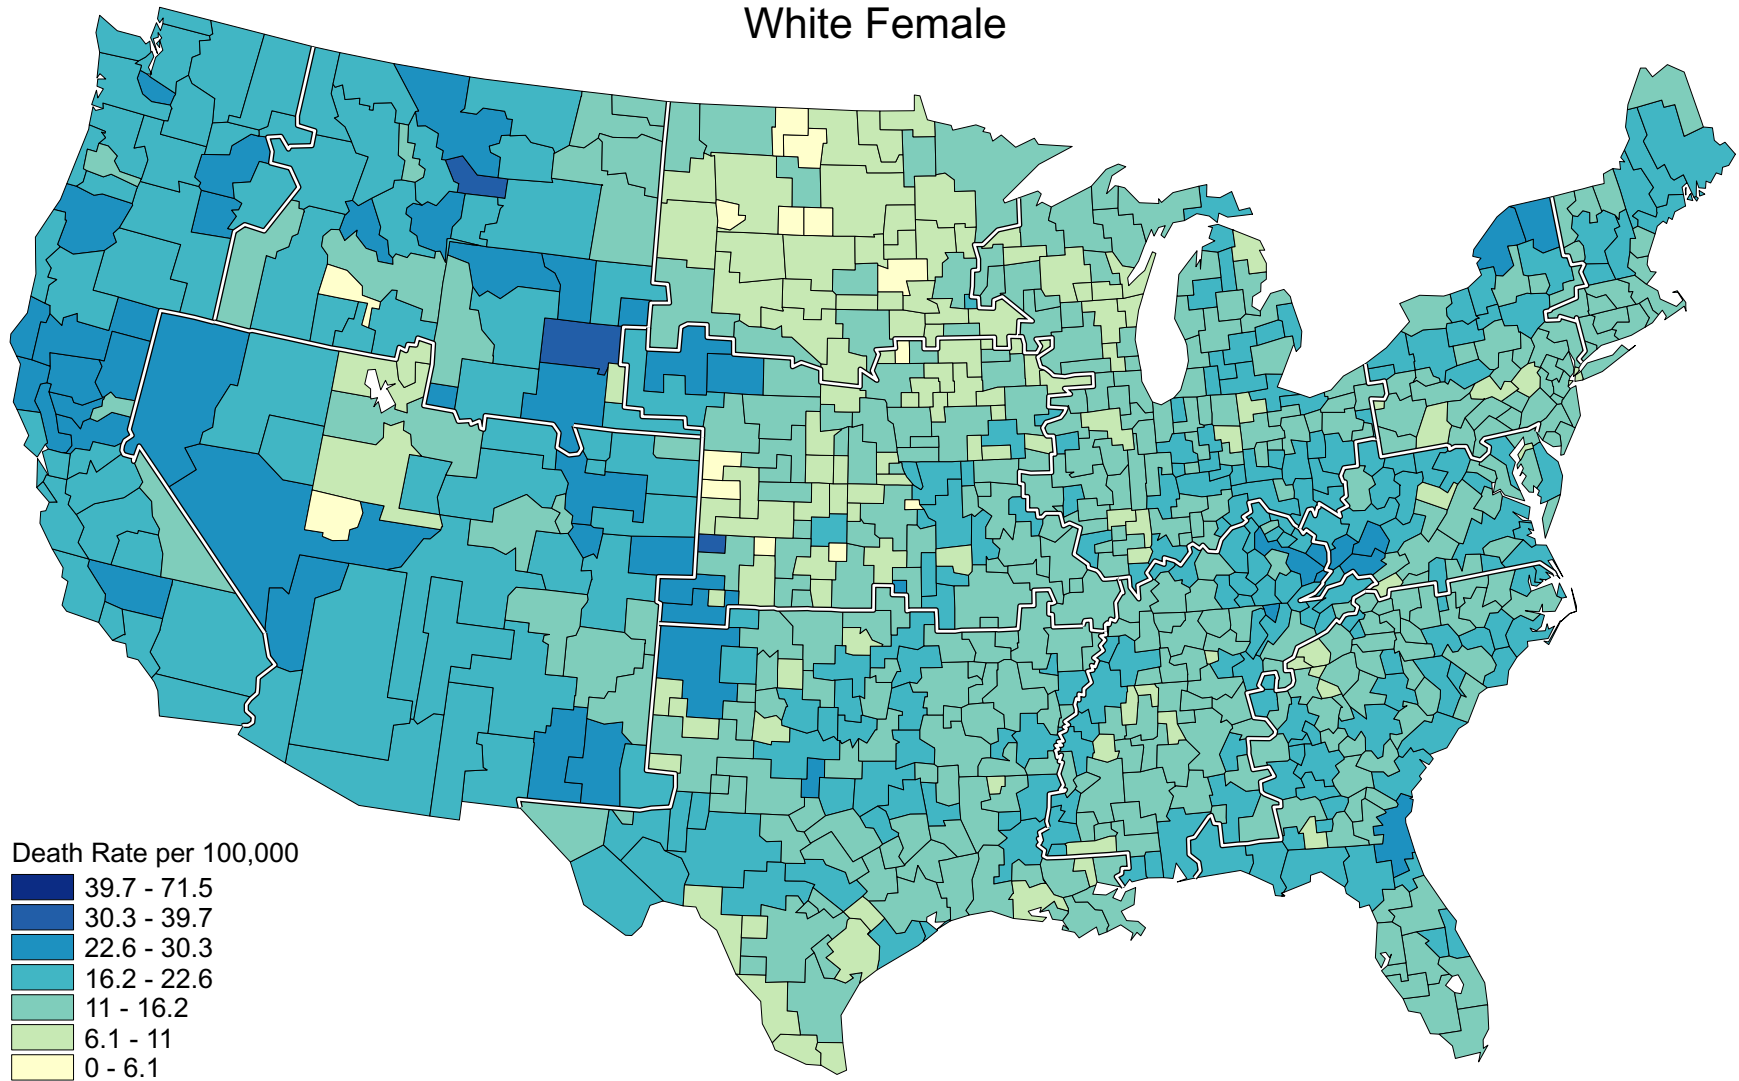 White Female
Death Rate per 100,000
39.7 - 71.5
30.3 - 39.7
22.6 - 30.3
16.2 - 22.6
11 - 16.2
6.1 - 11
0 - 6.1